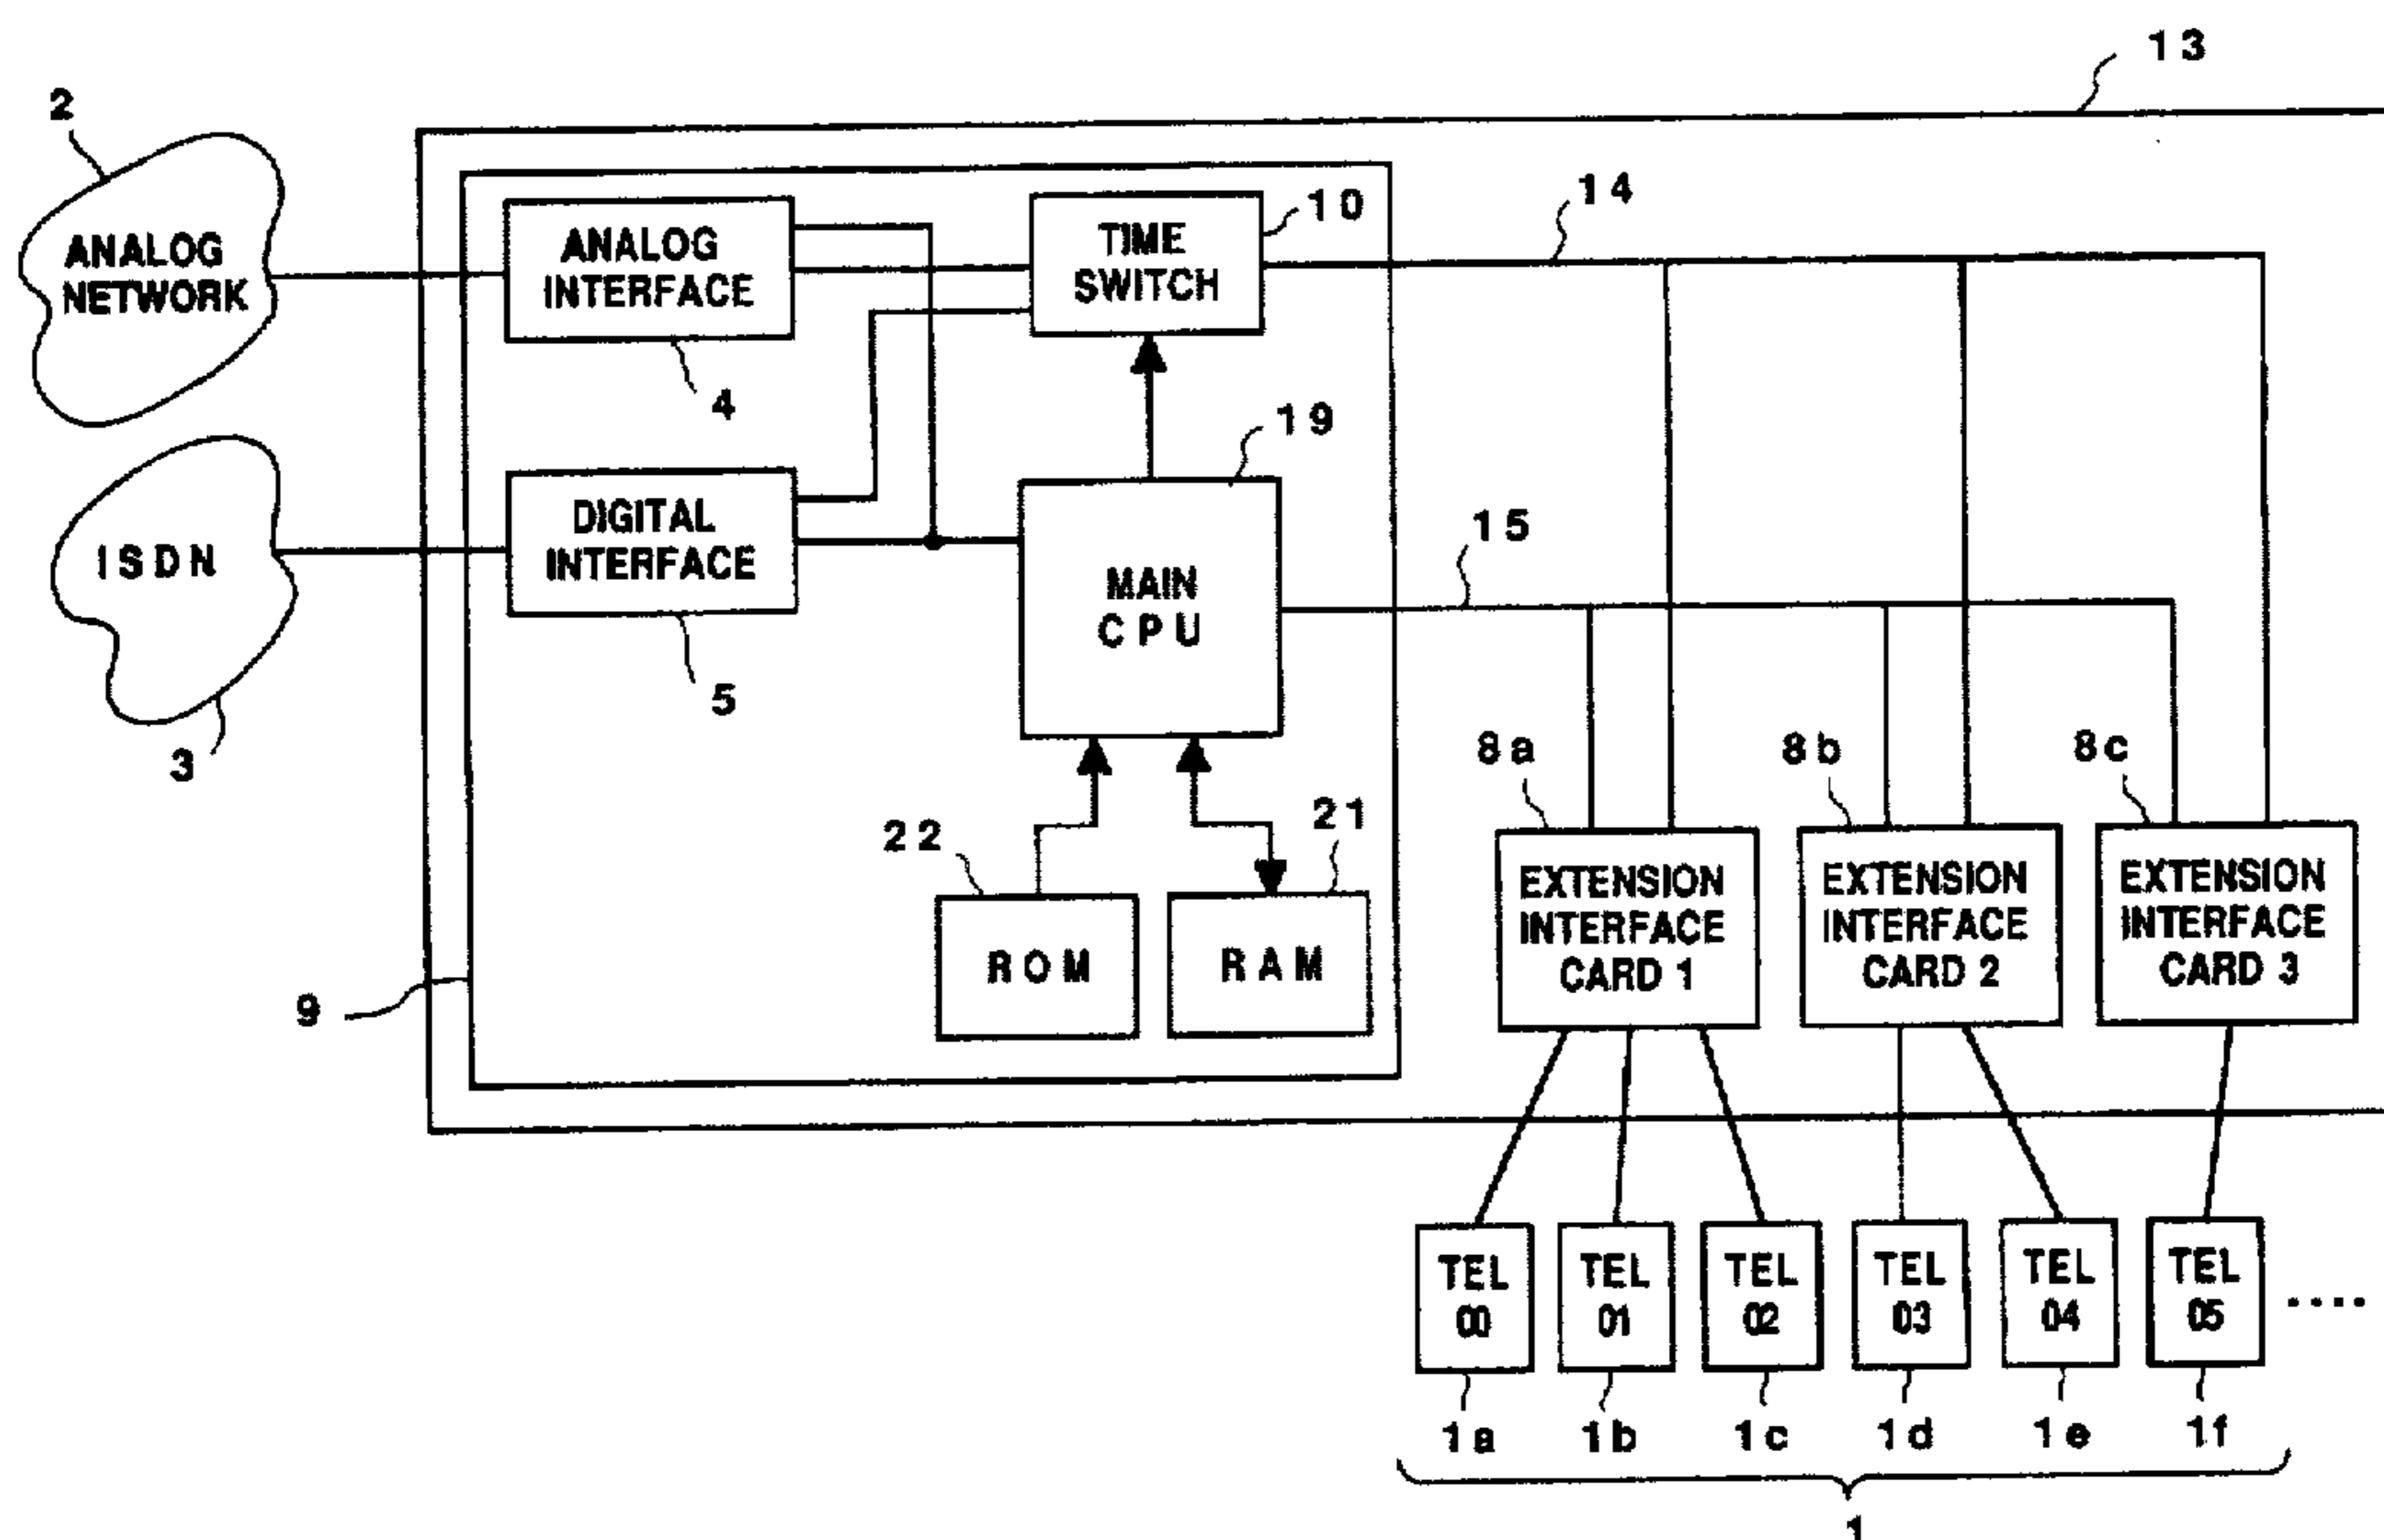 13
2
14
10
ANALOG
NETWORK
ANALOG
INTERFACE
TIME
SWITCH
4
19
15
ISDN
DIGITAL
INTERFACE
MAIN
CPU
5
3
8a
8b
8c
22
21
EXTENSION
INTERFACE
CARD 1
EXTENSION
INTERFACE
CARD 2
EXTENSION
INTERFACE
CARD 3
ROM
RAM
9
TEL
00
TEL
01
TEL
02
TEL
03
TEL
04
TEL
05
....
1a
1b
1c
1d
1e
1f
1